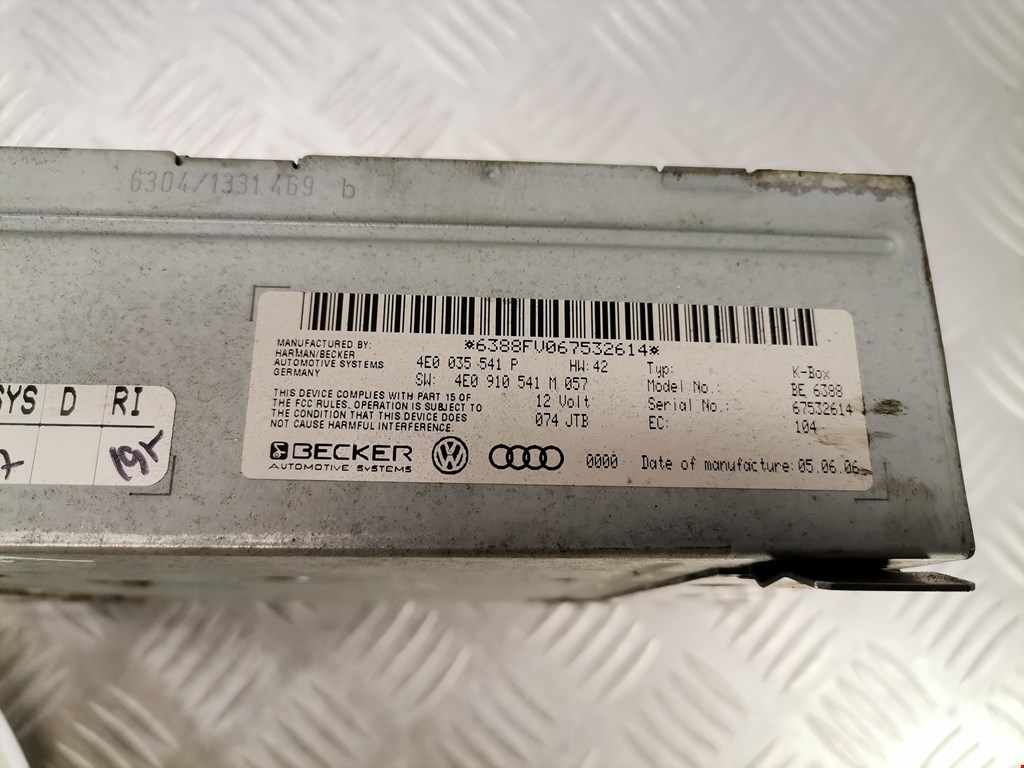 6304/1331.469 b
*6388FV067532614*
MANUFACTURED BY:
HARMAN/BECKER
AUTOMOTIVE SYSTEMS
GERMANY
4E0 035 541 P HW: 42
SW: 4E0 910 541 M 057
12 Volt
074 JTB
THIS DEVICE COMPLIES WITH PART 15 OF
THE FCC RULES. OPERATION IS SUBJECT TO
THE CONDITION THAT THIS DEVICE DOES
NOT CAUSE HARMFUL INTERFERENCE.
Typ: K-Box
Model No.: BE 6388
Serial No.: 67532614
EC: 104
BECKER
AUTOMOTIVE SYSTEMS
0000 Date of manufacture: 05.06.06
SYS D RI
7 19r